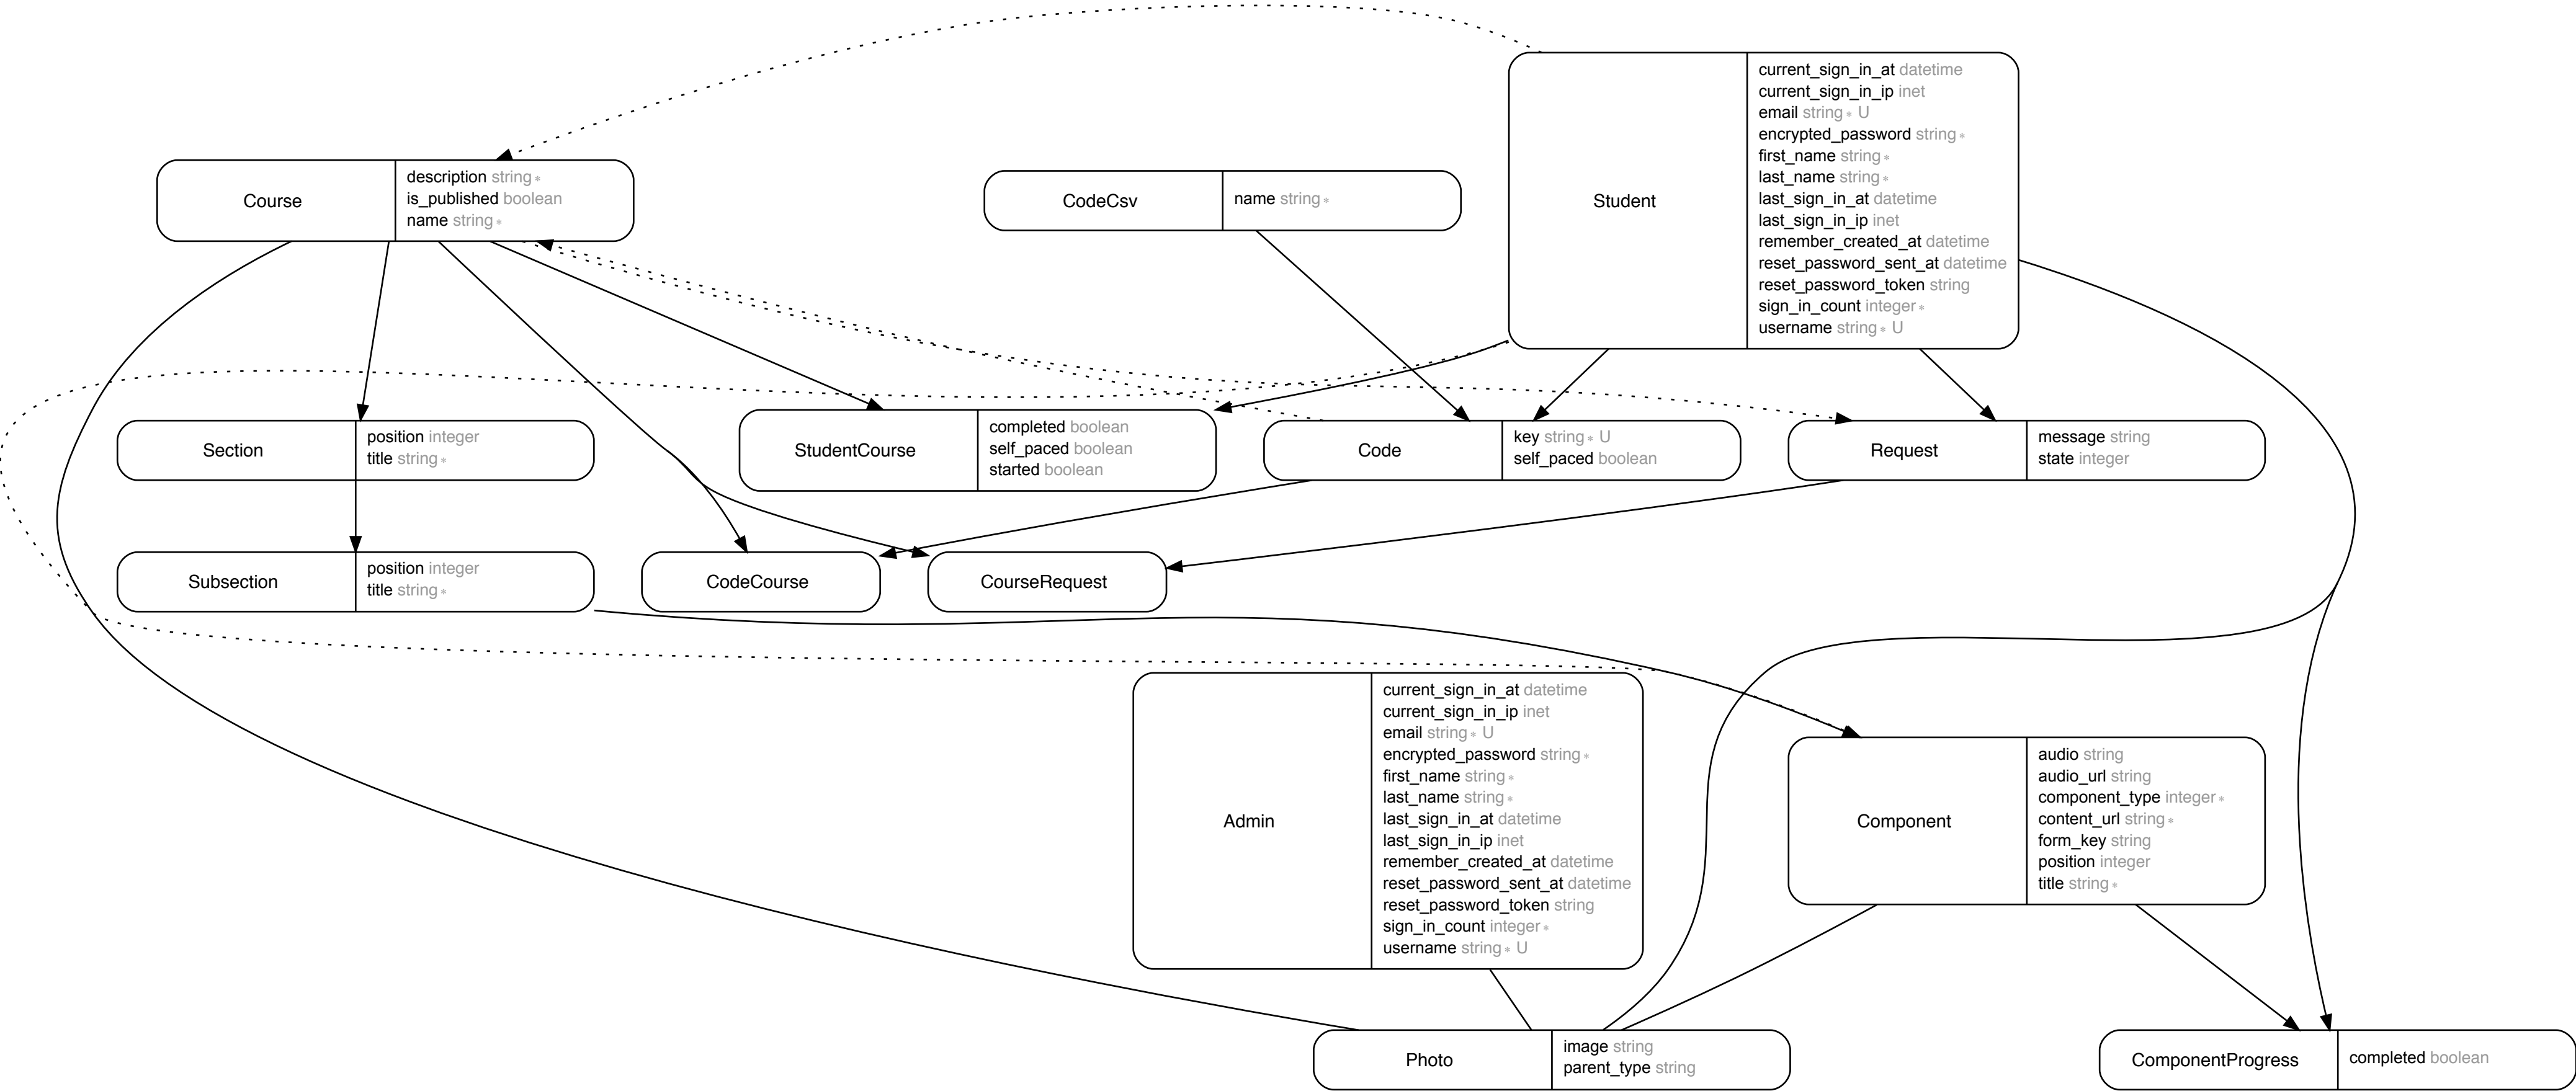 Student
current_sign_in_at datetime
current_sign_in_ip inet
email string ∗ U
encrypted_password string ∗
first_name string ∗
last_name string ∗
last_sign_in_at datetime
last_sign_in_ip inet
remember_created_at datetime
reset_password_sent_at datetime
reset_password_token string
sign_in_count integer ∗
username string ∗ U
Course
description string ∗
is_published boolean
name string ∗
CodeCsv
name string ∗
Section
position integer
title string ∗
StudentCourse
completed boolean
self_paced boolean
started boolean
Code
key string ∗ U
self_paced boolean
Request
message string
state integer
Subsection
position integer
title string ∗
CodeCourse
CourseRequest
Admin
current_sign_in_at datetime
current_sign_in_ip inet
email string ∗ U
encrypted_password string ∗
first_name string ∗
last_name string ∗
last_sign_in_at datetime
last_sign_in_ip inet
remember_created_at datetime
reset_password_sent_at datetime
reset_password_token string
sign_in_count integer ∗
username string ∗ U
Component
audio string
audio_url string
component_type integer ∗
content_url string ∗
form_key string
position integer
title string ∗
Photo
image string
parent_type string
ComponentProgress
completed boolean